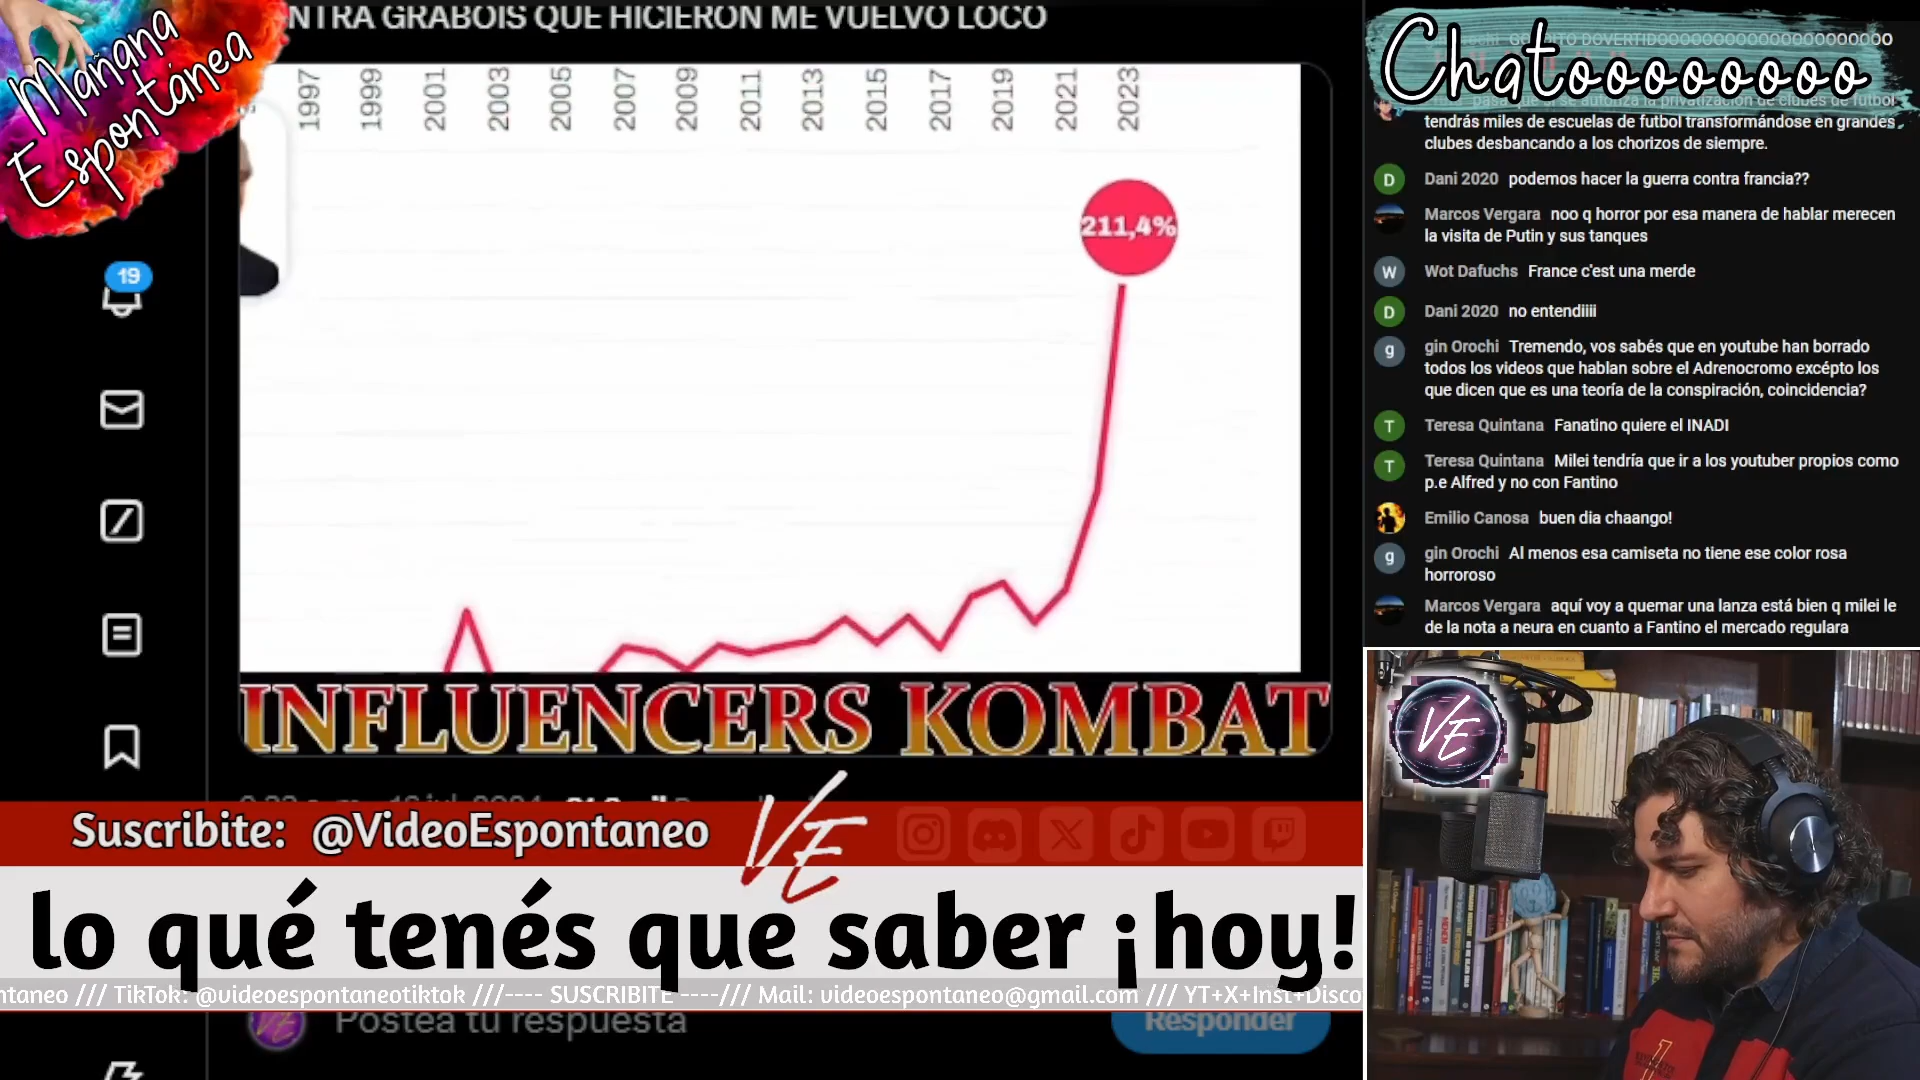 NTRA GRABOIS QUE HICIERON ME VUELVO LOCO
Mañana
Espontánea
1997
1999
2001
2003
2005
2007
2009
2011
2013
2015
2017
2019
2021
2023
211,4%
19
INFLUENCERS KOMBAT
Suscribite: @VideoEspontaneo
VE
lo qué tenés que saber ¡hoy!
ntaneo /// TikTok: @videoespontaneotiktok ///---- SUSCRIBITE ----/// Mail: videoespontaneo@gmail.com /// YT+X+Inst+Disco
Postea tu respuesta
Responder
Chatoooooooo
tendrás miles de escuelas de futbol transformándose en grandes
clubes desbancando a los chorizos de siempre.
D
Dani 2020 podemos hacer la guerra contra francia??
Marcos Vergara noo q horror por esa manera de hablar merecen
la visita de Putin y sus tanques
W
Wot Dafuchs France c'est una merde
D
Dani 2020 no entendiiii
g
gin Orochi Tremendo, vos sabés que en youtube han borrado
todos los videos que hablan sobre el Adrenocromo excépto los
que dicen que es una teoría de la conspiración, coincidencia?
T
Teresa Quintana Fanatino quiere el INADI
T
Teresa Quintana Milei tendría que ir a los youtuber propios como
p.e Alfred y no con Fantino
Emilio Canosa buen dia chaango!
g
gin Orochi Al menos esa camiseta no tiene ese color rosa
horroroso
Marcos Vergara aquí voy a quemar una lanza está bien q milei le
de la nota a neura en cuanto a Fantino el mercado regulara
VE